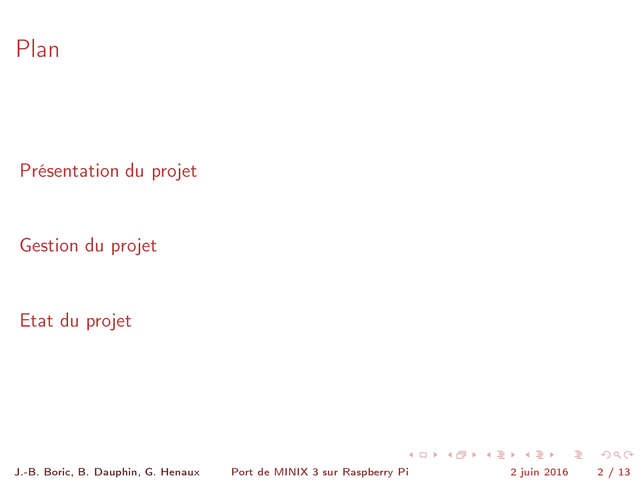 Plan
Présentation du projet
Gestion du projet
Etat du projet
J.-B. Boric, B. Dauphin, G. Henaux Port de MINIX 3 sur Raspberry Pi 2 juin 2016 2 / 13